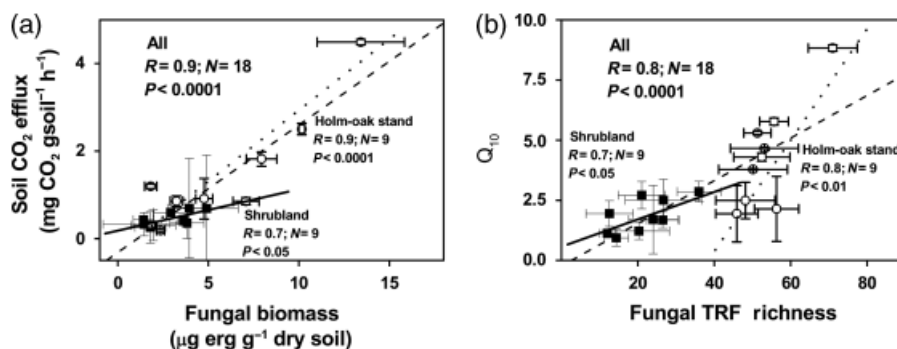 (a)
All
R= 0.9; N= 18
P< 0.0001
Holm-oak stand
R= 0.9; N= 9
P< 0.0001
Shrubland
R= 0.7; N= 9
P< 0.05
Soil CO2 efflux
(mg CO2 gsoil−1 h−1)
4
2
0
0
5
10
15
Fungal biomass
(μg erg g−1 dry soil)
(b)
All
R= 0.8; N= 18
P< 0.0001
Shrubland
R= 0.7; N= 9
P< 0.05
Holm-oak stand
R= 0.8; N= 9
P< 0.01
Q10
10.0
7.5
5.0
2.5
0.0
0
20
40
60
80
Fungal TRF richness